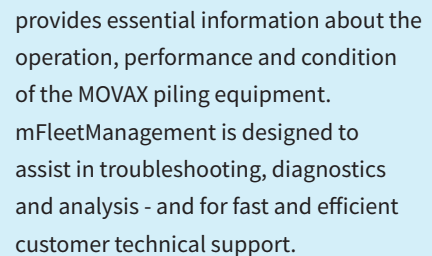 provides essential information about the
operation, performance and condition
of the MOVAX piling equipment.
mFleetManagement is designed to
assist in troubleshooting, diagnostics
and analysis - and for fast and efficient
customer technical support.